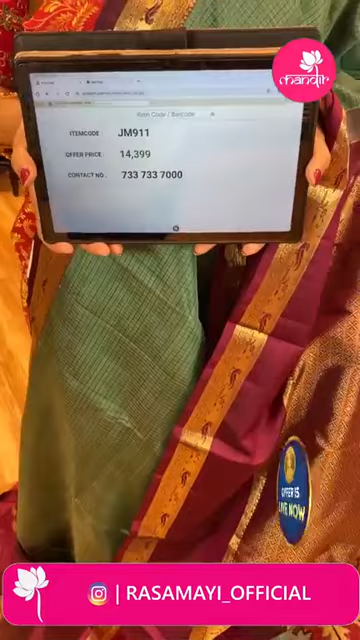 chandir
Item Code / Barcode
ITEMCODE : JM911
OFFER PRICE : 14,399
CONTACT NO : 733 733 7000
OFFER IS
LIVE NOW
| RASAMAYI_OFFICIAL